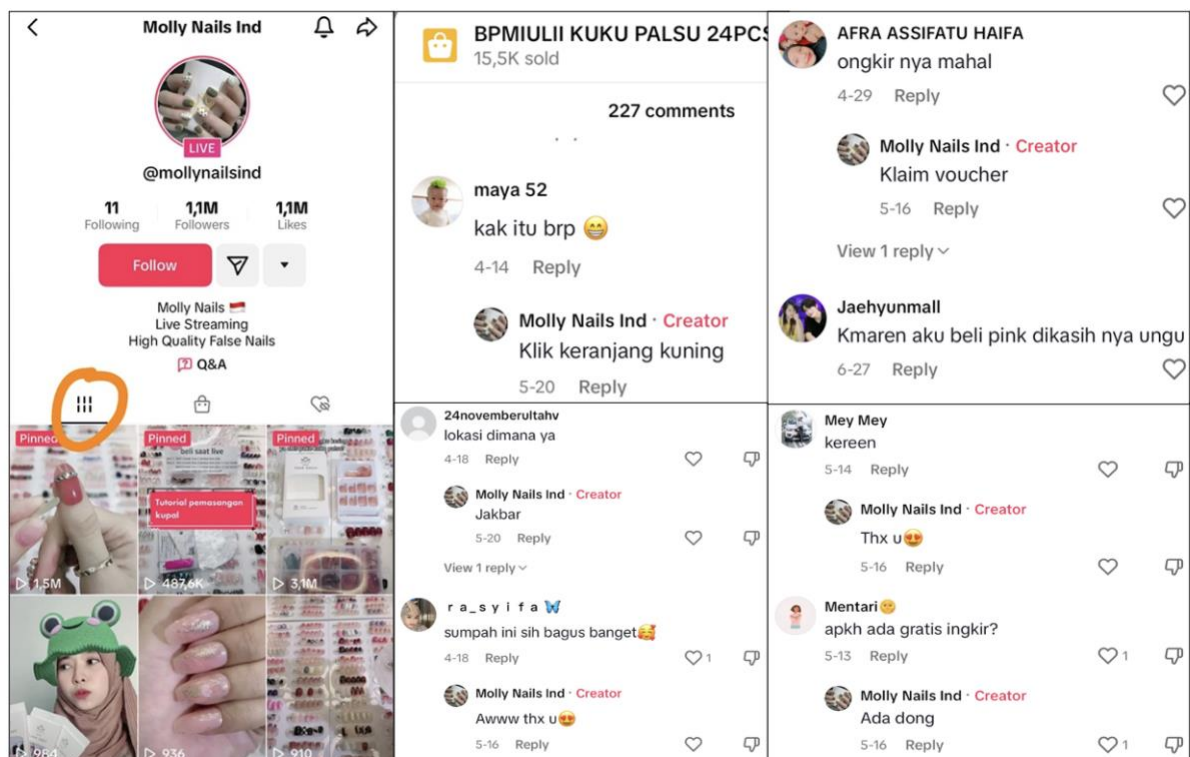 Molly Nails Ind
LIVE
@mollynailsind
11
Following
1,1M
Followers
1,1M
Likes
Follow
Molly Nails 🇮🇩
Live Streaming
High Quality False Nails
Q&A
Pinned
1,5M
Pinned
beli saat live
Tutorial pemasangan
kupal
487,6K
Pinned
3,1M
984
936
910
BPMIULII KUKU PALSU 24PCS
15,5K sold
227 comments
maya 52
kak itu brp 😁
4-14 Reply
Molly Nails Ind · Creator
Klik keranjang kuning
5-20 Reply
AFRA ASSIFATU HAIFA
ongkir nya mahal
4-29 Reply
Molly Nails Ind · Creator
Klaim voucher
5-16 Reply
View 1 reply
Jaehyunmall
Kmaren aku beli pink dikasih nya ungu
6-27 Reply
24novemberultahv
lokasi dimana ya
4-18 Reply
Molly Nails Ind · Creator
Jakbar
5-20 Reply
View 1 reply
r a _ s y i f a 🦋
sumpah ini sih bagus banget🥰
4-18 Reply
1
Molly Nails Ind · Creator
Awww thx u😍
5-16 Reply
Mey Mey
kereen
5-14 Reply
Molly Nails Ind · Creator
Thx u😍
5-16 Reply
Mentari🌞
apkh ada gratis ingkir?
5-13 Reply
1
Molly Nails Ind · Creator
Ada dong
5-16 Reply
1